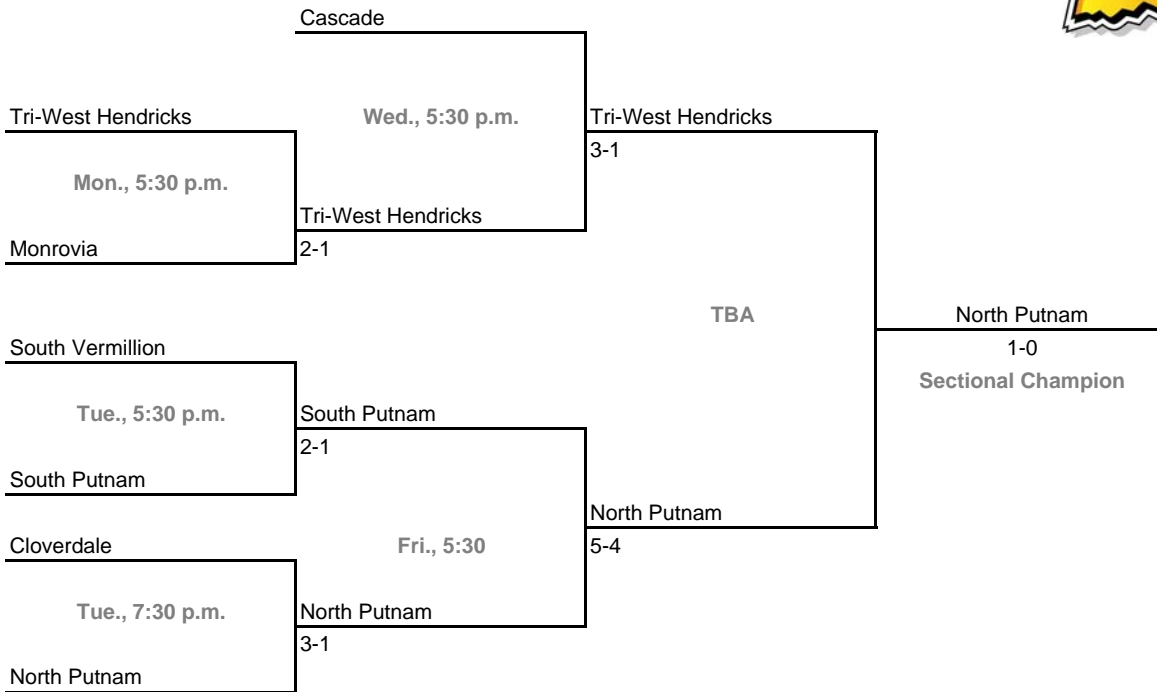 Cascade
Tri-West Hendricks
Wed., 5:30 p.m.
Tri-West Hendricks
3-1
Mon., 5:30 p.m.
Tri-West Hendricks
Monrovia
2-1
TBA
North Putnam
South Vermillion
1-0
Sectional Champion
Tue., 5:30 p.m.
South Putnam
2-1
South Putnam
North Putnam
Cloverdale
Fri., 5:30
5-4
Tue., 7:30 p.m.
North Putnam
3-1
North Putnam